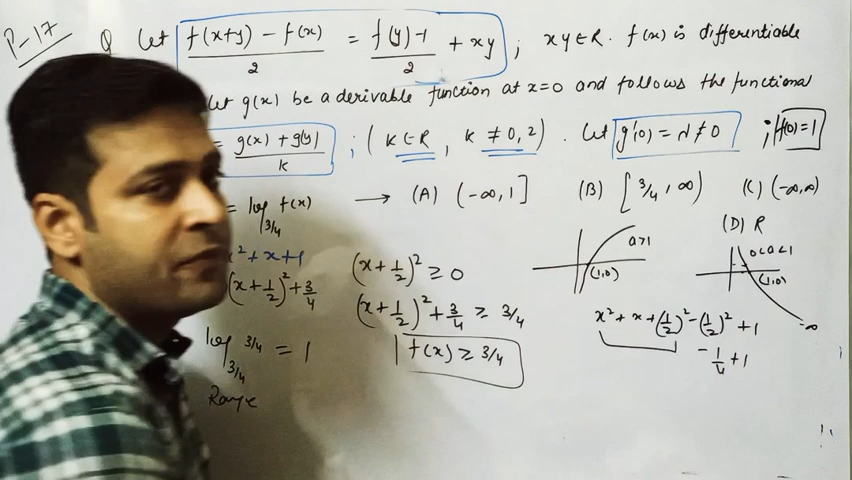 P-17 Q Let f(x+y) - f(x) / 2 = f(y)-1 / 2 + xy ; x y ∈ R. f(x) is differentiable
Let g(x) be a derivable function at x=0 and follows the functional
= g(x) + g(y) / k ; ( k ∈ R, k ≠ 0, 2) . Let g'(0) = λ ≠ 0 ; f'(0) = 1
= log_{3/4} f(x) → (A) (-∞, 1] (B) [3/4, ∞) (C) (-∞, ∞)
(D) R
x² + x + 1
(x + 1/2)² + 3/4
(x + 1/2)² ≥ 0
(x + 1/2)² + 3/4 ≥ 3/4
f(x) ≥ 3/4
log_{3/4} 3/4 = 1
Range
a>1
(1,0)
0<a<1
(1,0)
∞
x² + x + (1/2)² - (1/2)² + 1
- 1/4 + 1